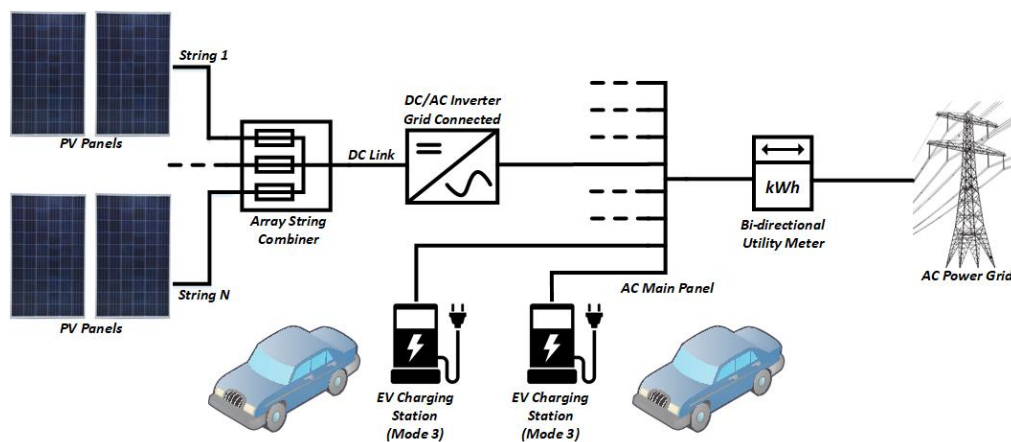 String 1
PV Panels
DC Link
Array String
Combiner
String N
PV Panels
DC/AC Inverter
Grid Connected
AC Main Panel
kWh
Bi-directional
Utility Meter
AC Power Grid
EV Charging
Station
(Mode 3)
EV Charging
Station
(Mode 3)